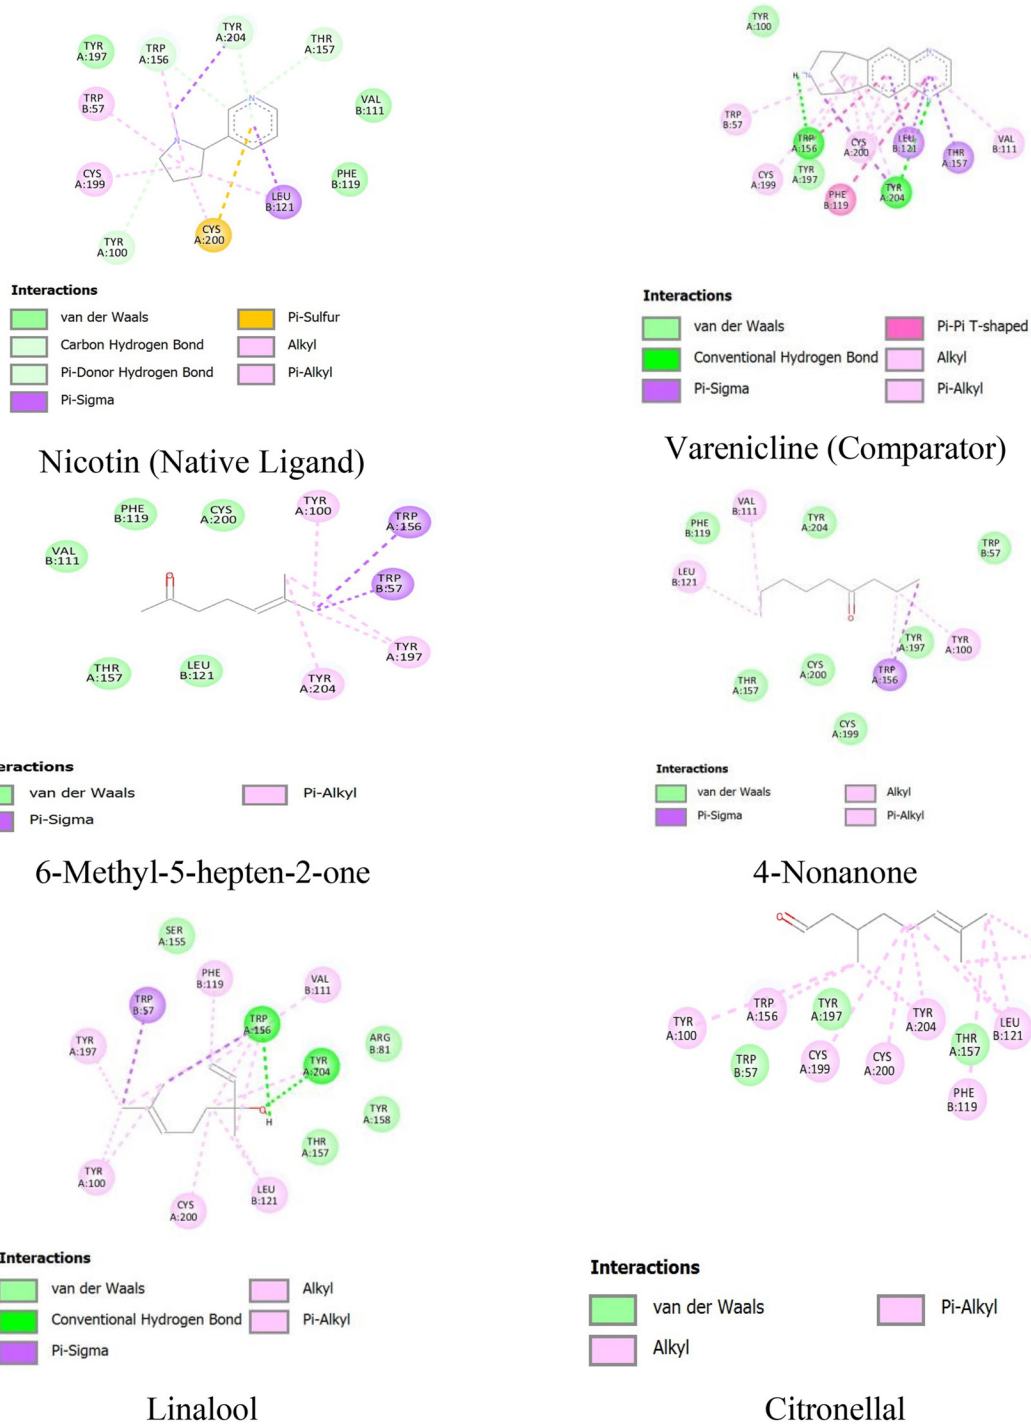 TYR
A:197
TRP
A:156
TYR
A:204
THR
A:157
TRP
B:57
VAL
B:111
CYS
A:199
PHE
B:119
LEU
B:121
CYS
A:200
TYR
A:100
N
N
Interactions
van der Waals
Pi-Sulfur
Carbon Hydrogen Bond
Alkyl
Pi-Donor Hydrogen Bond
Pi-Alkyl
Pi-Sigma
Nicotin (Native Ligand)
TYR
A:100
H
TRP
B:57
TRP
A:156
CYS
A:200
LEU
B:121
THR
A:157
VAL
B:111
CYS
A:199
TYR
A:197
PHE
B:119
TYR
A:204
Interactions
van der Waals
Pi-Pi T-shaped
Conventional Hydrogen Bond
Alkyl
Pi-Sigma
Pi-Alkyl
Varenicline (Comparator)
PHE
B:119
CYS
A:200
TYR
A:100
TRP
A:156
VAL
B:111
TRP
B:57
O
TYR
A:197
THR
A:157
LEU
B:121
TYR
A:204
eractions
van der Waals
Pi-Alkyl
Pi-Sigma
6-Methyl-5-hepten-2-one
VAL
B:111
PHE
B:119
TYR
A:204
TRP
B:57
LEU
B:121
O
TYR
A:197
TYR
A:100
THR
A:157
CYS
A:200
TRP
A:156
CYS
A:199
Interactions
van der Waals
Alkyl
Pi-Sigma
Pi-Alkyl
4-Nonanone
SER
A:155
PHE
B:119
VAL
B:111
TRP
B:57
TRP
A:156
TYR
A:197
ARG
B:81
TYR
A:204
O
H
TYR
A:158
THR
A:157
TYR
A:100
CYS
A:200
LEU
B:121
Interactions
van der Waals
Alkyl
Conventional Hydrogen Bond
Pi-Alkyl
Pi-Sigma
Linalool
O
TYR
A:100
TRP
A:156
TYR
A:197
TYR
A:204
LEU
B:121
TRP
B:57
CYS
A:199
CYS
A:200
THR
A:157
PHE
B:119
Interactions
van der Waals
Pi-Alkyl
Alkyl
Citronellal